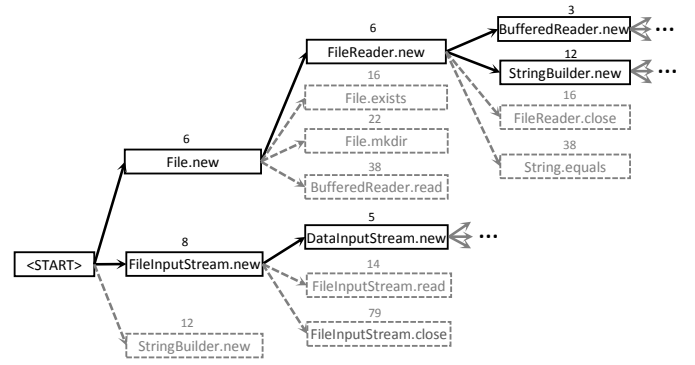 3
BufferedReader.new
...
6
FileReader.new
12
StringBuilder.new
...
16
File.exists
16
FileReader.close
22
File.mkdir
38
String.equals
6
File.new
38
BufferedReader.read
5
DataInputStream.new
...
8
FileInputStream.new
<START>
14
FileInputStream.read
79
FileInputStream.close
12
StringBuilder.new